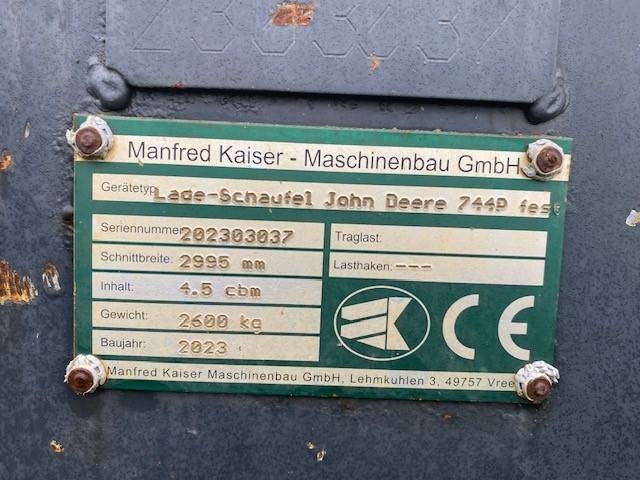 Manfred Kaiser - Maschinenbau GmbH
Gerätetyp Lade-Schaufel John Deere 744P fest
Seriennummer 202303037
Traglast:
Schnittbreite: 2995 mm
Lasthaken: ---
Inhalt: 4.5 cbm
Gewicht: 2600 kg
Baujahr: 2023
CE
Manfred Kaiser Maschinenbau GmbH, Lehmkuhlen 3, 49757 Vree